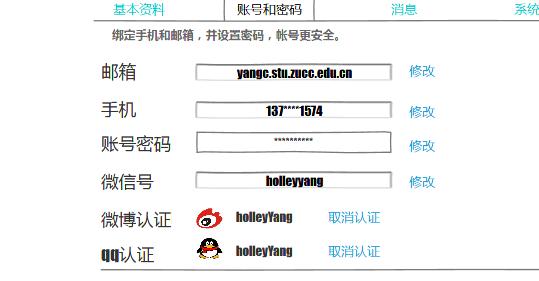 基本资料 账号和密码 消息 系统
绑定手机和邮箱，并设置密码，帐号更安全。
邮箱 yangc.stu.zucc.edu.cn 修改
手机 137****1574 修改
账号密码 ********** 修改
微信号 holleyyang 修改
微博认证 holleyYang 取消认证
qq认证 holleyYang 取消认证